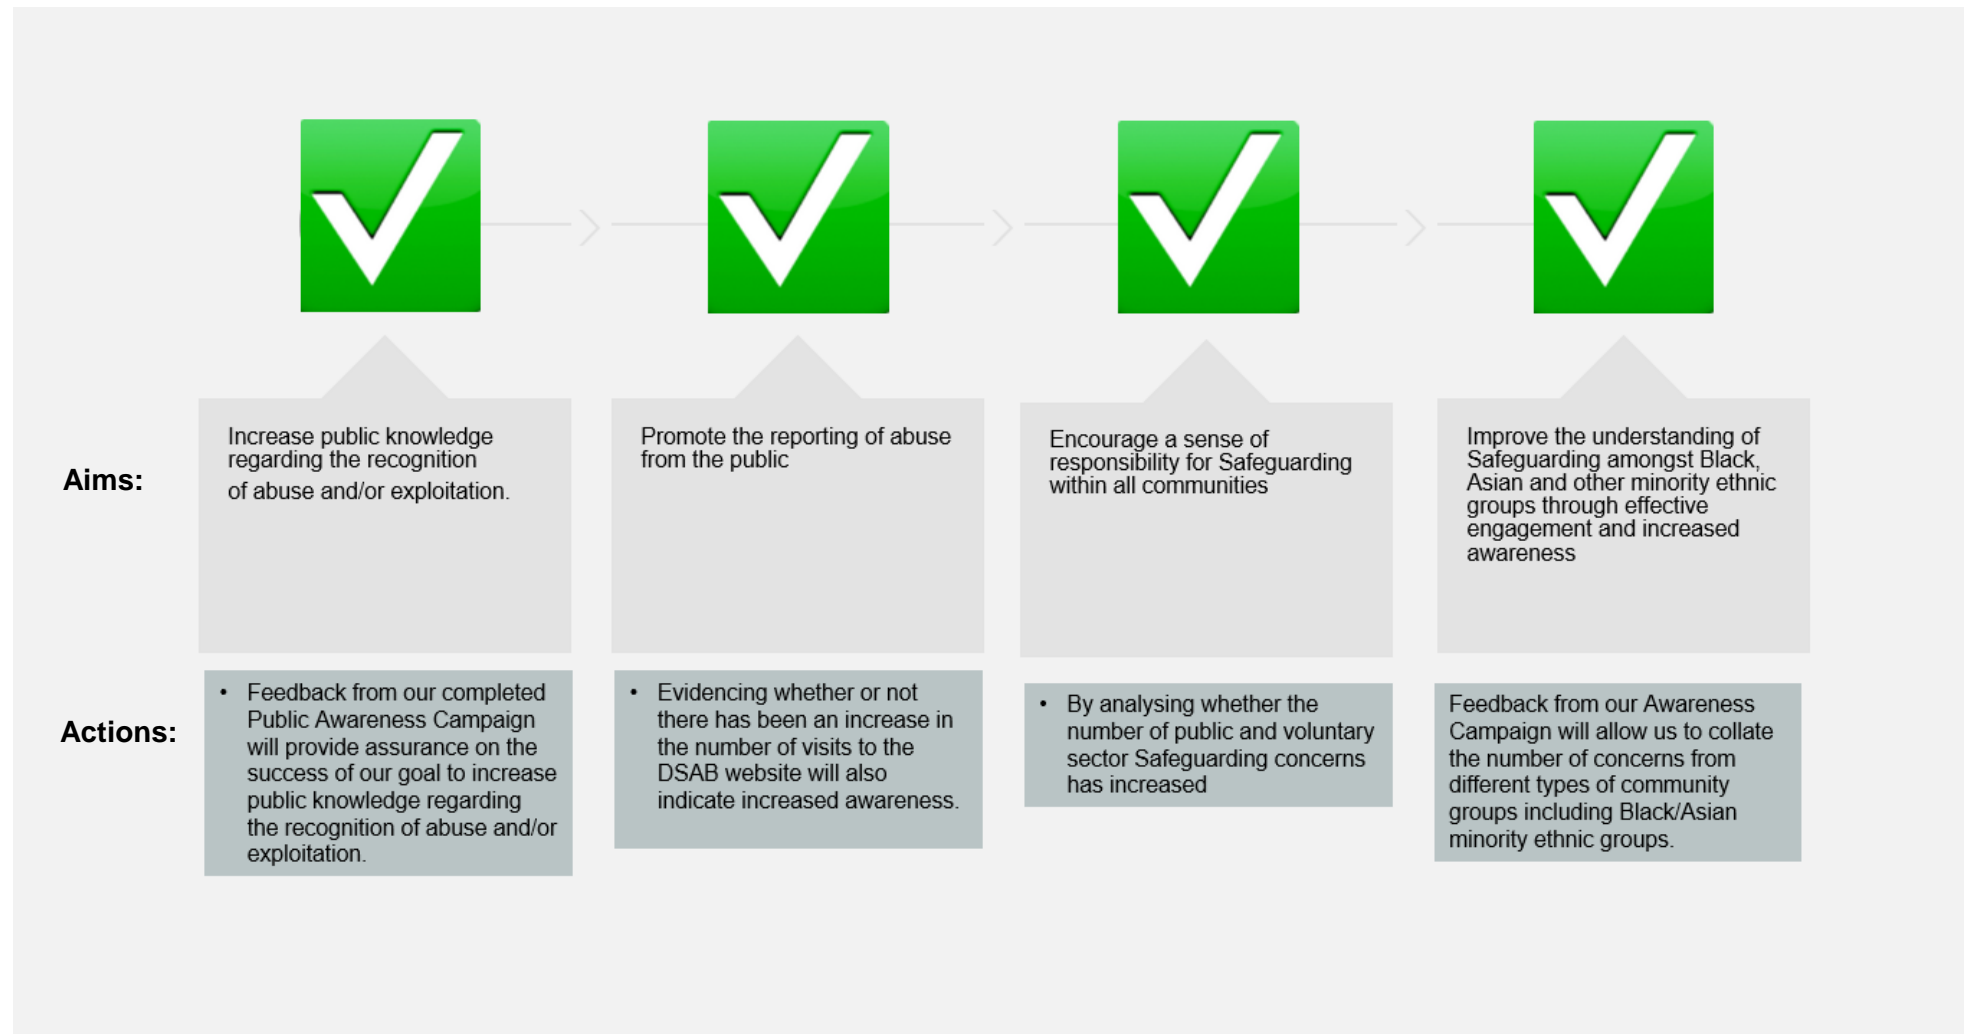 Aims:
Increase public knowledge
regarding the recognition
of abuse and/or exploitation.
Promote the reporting of abuse
from the public
Encourage a sense of
responsibility for Safeguarding
within all communities
Improve the understanding of
Safeguarding amongst Black,
Asian and other minority ethnic
groups through effective
engagement and increased
awareness
Actions:
• Feedback from our completed
Public Awareness Campaign
will provide assurance on the
success of our goal to increase
public knowledge regarding
the recognition of abuse and/or
exploitation.
• Evidencing whether or not
there has been an increase in
the number of visits to the
DSAB website will also
indicate increased awareness.
• By analysing whether the
number of public and voluntary
sector Safeguarding concerns
has increased
Feedback from our Awareness
Campaign will allow us to collate
the number of concerns from
different types of community
groups including Black/Asian
minority ethnic groups.